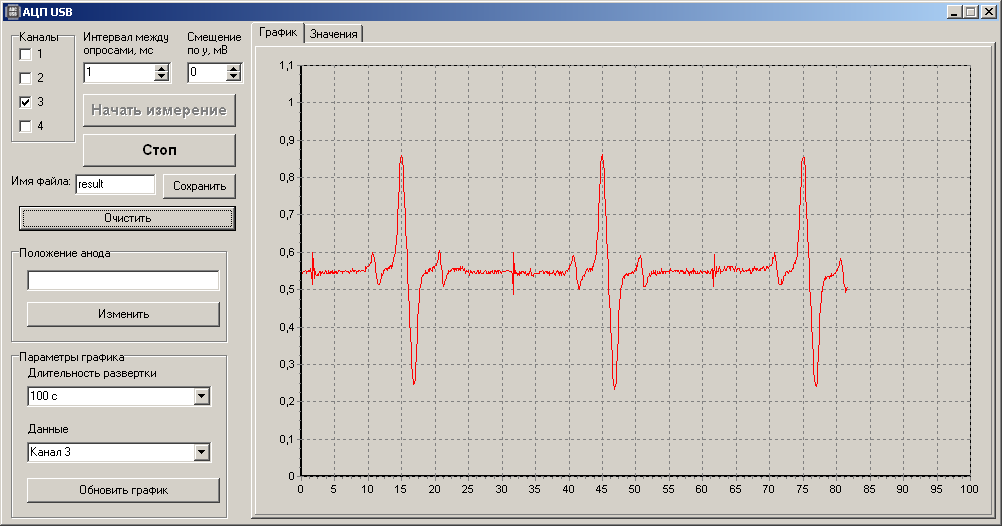 АЦП USB
Каналы
1
2
3
4
Интервал между
опросами, мс
1
Смещение
по y, мВ
0
Начать измерение
Стоп
Имя файла:
result
Сохранить
Очистить
Положение анода
Изменить
Параметры графика
Длительность развертки
100 с
Данные
Канал 3
Обновить график
График
Значения
1,1
1
0,9
0,8
0,7
0,6
0,5
0,4
0,3
0,2
0,1
0
0 5 10 15 20 25 30 35 40 45 50 55 60 65 70 75 80 85 90 95 100